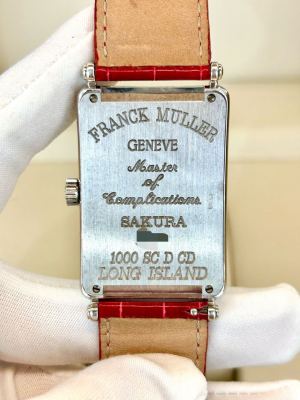 FRANCK MULLER
GENEVE
Master
of
Complications
SAKURA
1000 SC D CD
LONG ISLAND